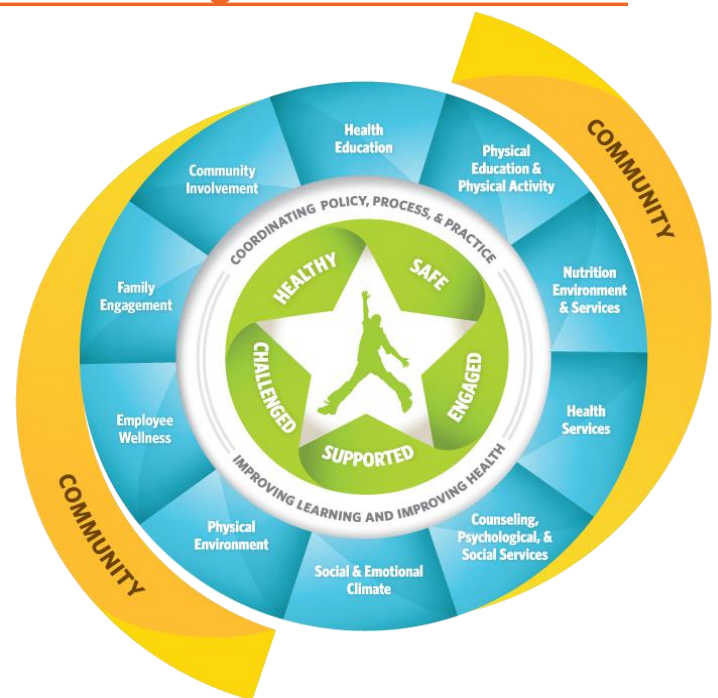 COMMUNITY
Health
Education
Physical
Education &
Physical Activity
Nutrition
Environment
& Services
Health
Services
Counseling,
Psychological, &
Social Services
Social & Emotional
Climate
Physical
Environment
Employee
Wellness
Family
Engagement
Community
Involvement
COORDINATING POLICY, PROCESS, & PRACTICE
IMPROVING LEARNING AND IMPROVING HEALTH
HEALTHY
SAFE
ENGAGED
SUPPORTED
CHALLENGED
COMMUNITY